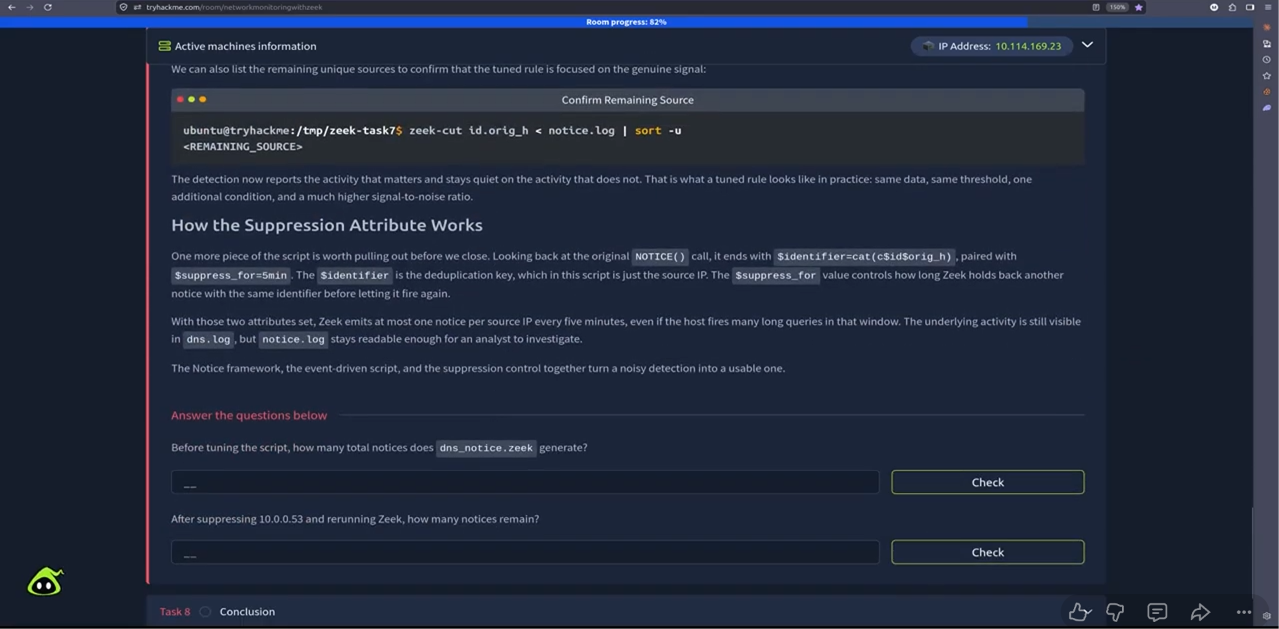 tryhackme.com/room/networkmonitoringwithzeek
150%
Room progress: 82%
Active machines information
IP Address: 10.114.169.23
We can also list the remaining unique sources to confirm that the tuned rule is focused on the genuine signal:
Confirm Remaining Source
ubuntu@tryhackme:/tmp/zeek-task7$ zeek-cut id.orig_h < notice.log | sort -u
<REMAINING_SOURCE>
The detection now reports the activity that matters and stays quiet on the activity that does not. That is what a tuned rule looks like in practice: same data, same threshold, one
additional condition, and a much higher signal-to-noise ratio.
How the Suppression Attribute Works
One more piece of the script is worth pulling out before we close. Looking back at the original NOTICE() call, it ends with $identifier=cat(c$id$orig_h), paired with
$suppress_for=5min. The $identifier is the deduplication key, which in this script is just the source IP. The $suppress_for value controls how long Zeek holds back another
notice with the same identifier before letting it fire again.
With those two attributes set, Zeek emits at most one notice per source IP every five minutes, even if the host fires many long queries in that window. The underlying activity is still visible
in dns.log, but notice.log stays readable enough for an analyst to investigate.
The Notice framework, the event-driven script, and the suppression control together turn a noisy detection into a usable one.
Answer the questions below
Before tuning the script, how many total notices does dns_notice.zeek generate?
__
Check
After suppressing 10.0.0.53 and rerunning Zeek, how many notices remain?
__
Check
Task 8
Conclusion